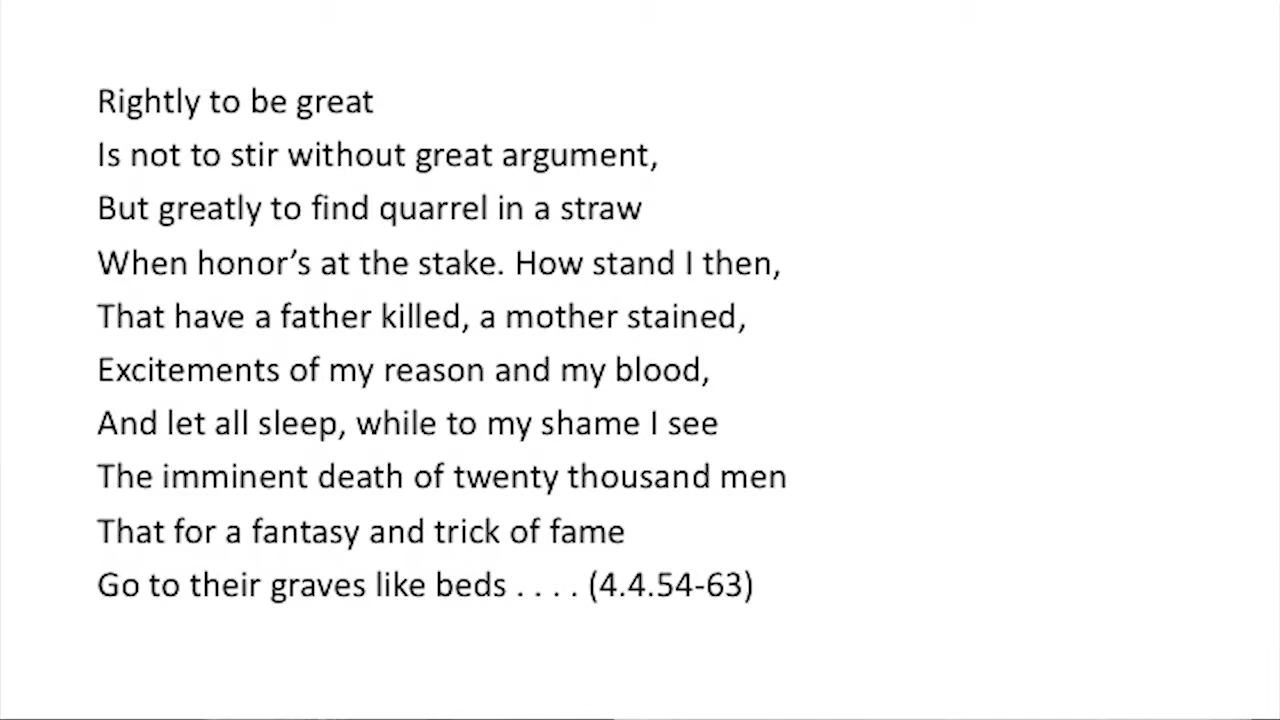 Rightly to be great
Is not to stir without great argument,
But greatly to find quarrel in a straw
When honor’s at the stake. How stand I then,
That have a father killed, a mother stained,
Excitements of my reason and my blood,
And let all sleep, while to my shame I see
The imminent death of twenty thousand men
That for a fantasy and trick of fame
Go to their graves like beds . . . . (4.4.54-63)